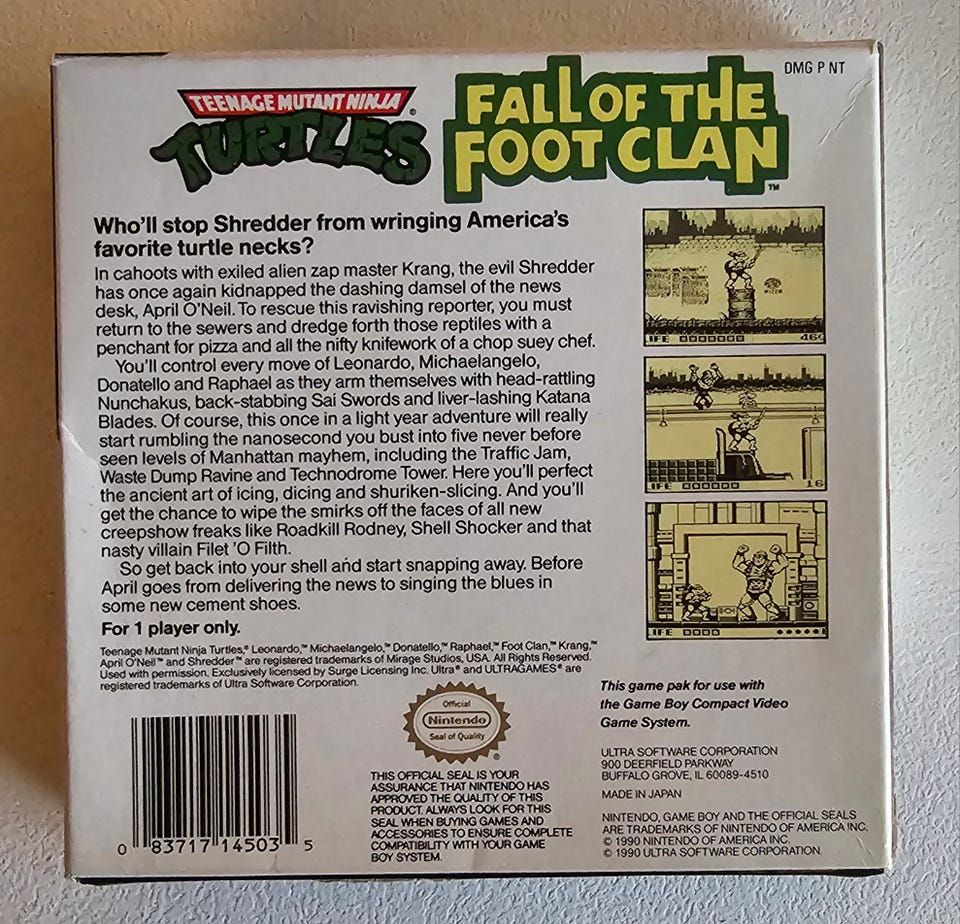 DMG P NT
TEENAGE MUTANT NINJA
TURTLES®
FALL OF THE
FOOT CLAN™
Who'll stop Shredder from wringing America's
favorite turtle necks?
In cahoots with exiled alien zap master Krang, the evil Shredder
has once again kidnapped the dashing damsel of the news
desk, April O'Neil. To rescue this ravishing reporter, you must
return to the sewers and dredge forth those reptiles with a
penchant for pizza and all the nifty knifework of a chop suey chef.
You'll control every move of Leonardo, Michaelangelo,
Donatello and Raphael as they arm themselves with head-rattling
Nunchakus, back-stabbing Sai Swords and liver-lashing Katana
Blades. Of course, this once in a light year adventure will really
start rumbling the nanosecond you bust into five never before
seen levels of Manhattan mayhem, including the Traffic Jam,
Waste Dump Ravine and Technodrome Tower. Here you'll perfect
the ancient art of icing, dicing and shuriken-slicing. And you'll
get the chance to wipe the smirks off the faces of all new
creepshow freaks like Roadkill Rodney, Shell Shocker and that
nasty villain Filet 'O Filth.
So get back into your shell and start snapping away. Before
April goes from delivering the news to singing the blues in
some new cement shoes.
For 1 player only.
Teenage Mutant Ninja Turtles,® Leonardo,™ Michaelangelo,™ Donatello,™ Raphael,™ Foot Clan,™ Krang,™
April O'Neil™ and Shredder™ are registered trademarks of Mirage Studios, USA. All Rights Reserved.
Used with permission. Exclusively licensed by Surge Licensing Inc. Ultra® and ULTRAGAMES® are
registered trademarks of Ultra Software Corporation.
PIZZA
LIFE
469
LIFE
16
LIFE
0 83717 14503 5
Official
Nintendo
Seal of Quality
®
THIS OFFICIAL SEAL IS YOUR
ASSURANCE THAT NINTENDO HAS
APPROVED THE QUALITY OF THIS
PRODUCT. ALWAYS LOOK FOR THIS
SEAL WHEN BUYING GAMES AND
ACCESSORIES TO ENSURE COMPLETE
COMPATIBILITY WITH YOUR GAME
BOY SYSTEM.
This game pak for use with
the Game Boy Compact Video
Game System.
ULTRA SOFTWARE CORPORATION
900 DEERFIELD PARKWAY
BUFFALO GROVE, IL 60089-4510
MADE IN JAPAN
NINTENDO, GAME BOY AND THE OFFICIAL SEALS
ARE TRADEMARKS OF NINTENDO OF AMERICA INC.
© 1990 NINTENDO OF AMERICA INC.
© 1990 ULTRA SOFTWARE CORPORATION.